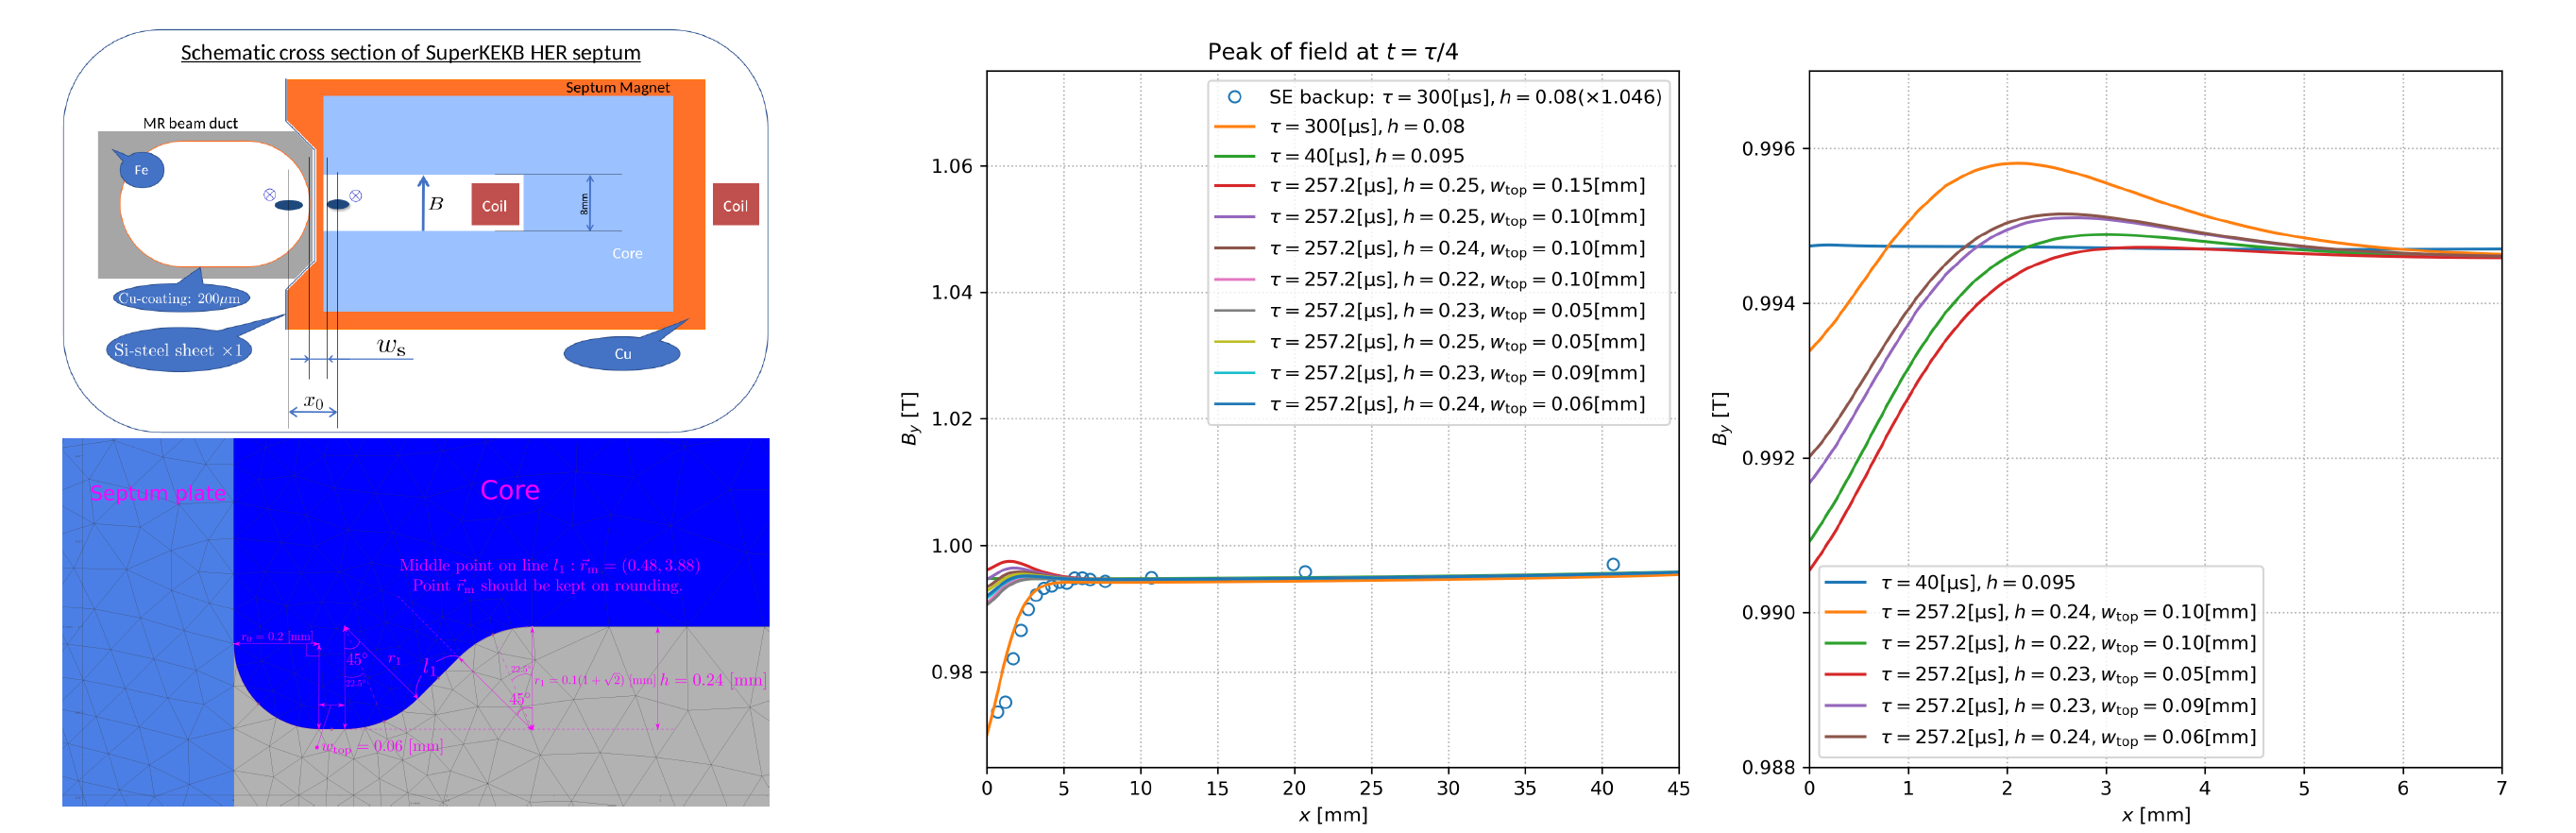 Schematic cross section of SuperKEKB HER septum
Septum Magnet
MR beam duct
Fe
⊗
⊗
B
Coil
8mm
Coil
Core
Cu-coating: 200μm
Si-steel sheet ×1
w_s
Cu
x_0
Septum plate
Core
Middle point on line l_1 : r⃗_m = (0.48, 3.88)
Point r⃗_m should be kept on rounding.
r_0 = 0.2 [mm]
45°
r_1
l_1
22.5°
22.5°
r_1 = 0.1(1 + √2) [mm]
h = 0.24 [mm]
45°
w_top = 0.06 [mm]
Peak of field at t = τ/4
SE backup: τ = 300[μs], h = 0.08(×1.046)
τ = 300[μs], h = 0.08
τ = 40[μs], h = 0.095
τ = 257.2[μs], h = 0.25, w_top = 0.15[mm]
τ = 257.2[μs], h = 0.25, w_top = 0.10[mm]
τ = 257.2[μs], h = 0.24, w_top = 0.10[mm]
τ = 257.2[μs], h = 0.22, w_top = 0.10[mm]
τ = 257.2[μs], h = 0.23, w_top = 0.05[mm]
τ = 257.2[μs], h = 0.25, w_top = 0.05[mm]
τ = 257.2[μs], h = 0.23, w_top = 0.09[mm]
τ = 257.2[μs], h = 0.24, w_top = 0.06[mm]
1.06
1.04
1.02
1.00
0.98
B_y [T]
0 5 10 15 20 25 30 35 40 45
x [mm]
0.996
0.994
0.992
0.990
0.988
B_y [T]
τ = 40[μs], h = 0.095
τ = 257.2[μs], h = 0.24, w_top = 0.10[mm]
τ = 257.2[μs], h = 0.22, w_top = 0.10[mm]
τ = 257.2[μs], h = 0.23, w_top = 0.05[mm]
τ = 257.2[μs], h = 0.23, w_top = 0.09[mm]
τ = 257.2[μs], h = 0.24, w_top = 0.06[mm]
0 1 2 3 4 5 6 7
x [mm]